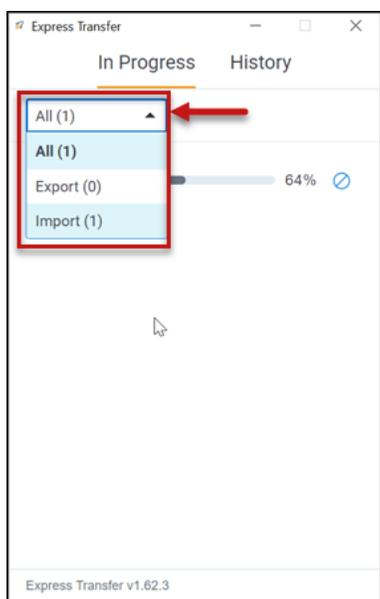 Express Transfer
In Progress History
All (1)
All (1)
Export (0)
64%
Import (1)
Express Transfer v1.62.3